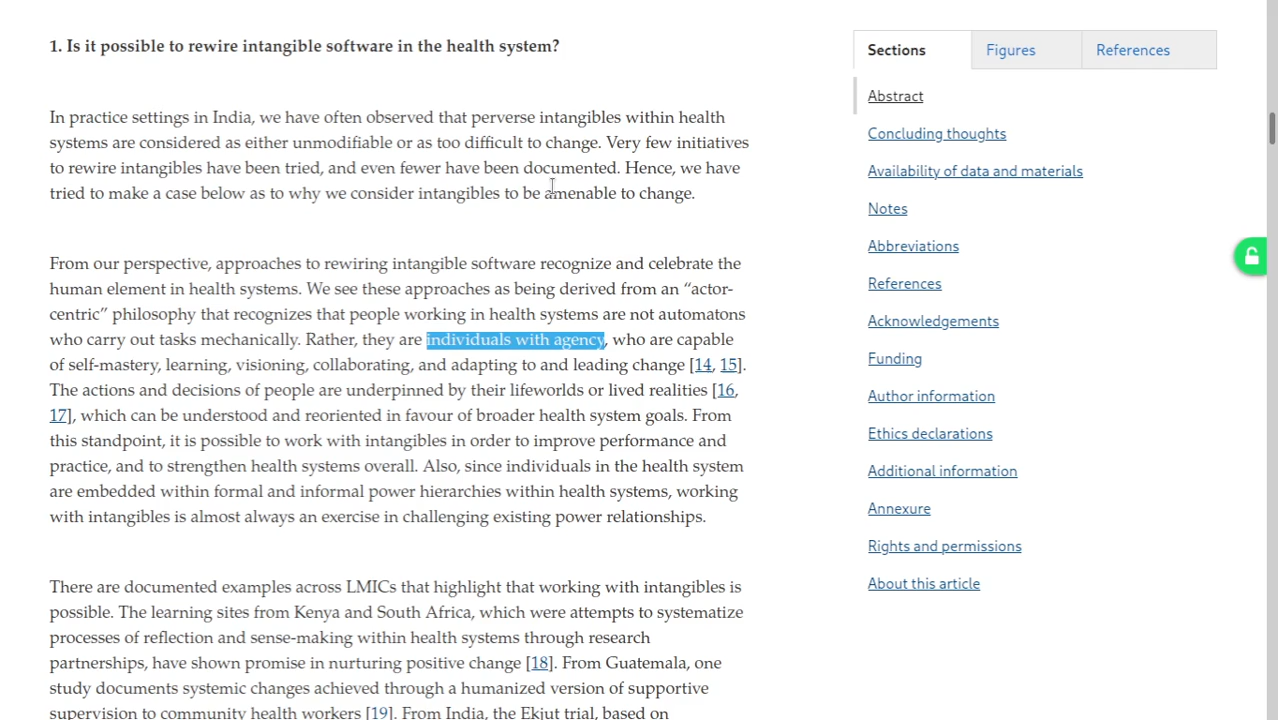 1. Is it possible to rewire intangible software in the health system?
In practice settings in India, we have often observed that perverse intangibles within health
systems are considered as either unmodifiable or as too difficult to change. Very few initiatives
to rewire intangibles have been tried, and even fewer have been documented. Hence, we have
tried to make a case below as to why we consider intangibles to be amenable to change.
From our perspective, approaches to rewiring intangible software recognize and celebrate the
human element in health systems. We see these approaches as being derived from an “actor-
centric” philosophy that recognizes that people working in health systems are not automatons
who carry out tasks mechanically. Rather, they are individuals with agency, who are capable
of self-mastery, learning, visioning, collaborating, and adapting to and leading change [14, 15].
The actions and decisions of people are underpinned by their lifeworlds or lived realities [16,
17], which can be understood and reoriented in favour of broader health system goals. From
this standpoint, it is possible to work with intangibles in order to improve performance and
practice, and to strengthen health systems overall. Also, since individuals in the health system
are embedded within formal and informal power hierarchies within health systems, working
with intangibles is almost always an exercise in challenging existing power relationships.
There are documented examples across LMICs that highlight that working with intangibles is
possible. The learning sites from Kenya and South Africa, which were attempts to systematize
processes of reflection and sense-making within health systems through research
partnerships, have shown promise in nurturing positive change [18]. From Guatemala, one
study documents systemic changes achieved through a humanized version of supportive
supervision to community health workers [19]. From India, the Ekjut trial, based on
Sections
Figures
References
Abstract
Concluding thoughts
Availability of data and materials
Notes
Abbreviations
References
Acknowledgements
Funding
Author information
Ethics declarations
Additional information
Annexure
Rights and permissions
About this article